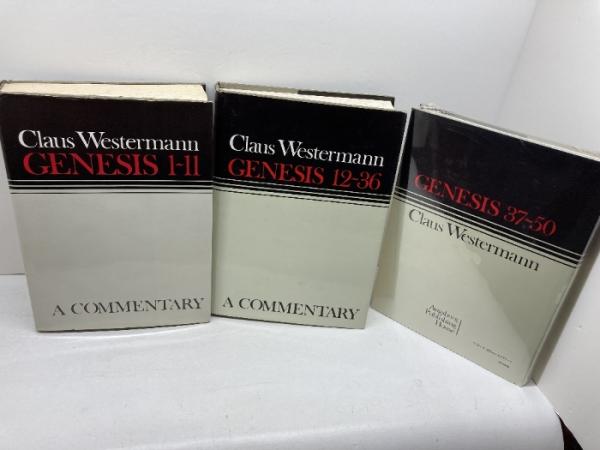 Claus Westermann
GENESIS 1-11
A COMMENTARY
Claus Westermann
GENESIS 12-36
A COMMENTARY
GENESIS 37-50
Claus Westermann
Augsburg
Publishing
House